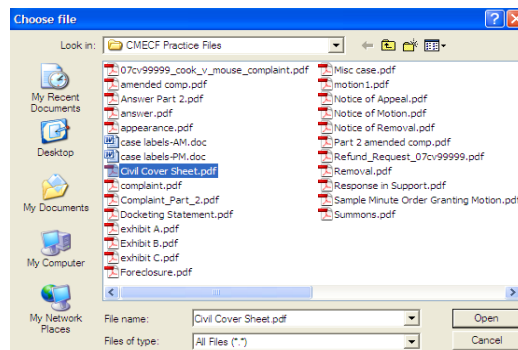 Choose file
Look in: CMECF Practice Files
My Recent
Documents
Desktop
My Documents
My Computer
My Network
Places
07cv99999_cook_v_mouse_complaint.pdf
amended comp.pdf
Answer Part 2.pdf
answer.pdf
appearance.pdf
case labels-AM.doc
case labels-PM.doc
Civil Cover Sheet.pdf
complaint.pdf
Complaint_Part_2.pdf
Docketing Statement.pdf
exhibit A.pdf
Exhibit B.pdf
exhibit C.pdf
Foreclosure.pdf
Misc case.pdf
motion1.pdf
Notice of Appeal.pdf
Notice of Motion.pdf
Notice of Removal.pdf
Part 2 amended comp.pdf
Refund_Request_07cv99999.pdf
Removal.pdf
Response in Support.pdf
Sample Minute Order Granting Motion.pdf
Summons.pdf
File name: Civil Cover Sheet.pdf Open
Files of type: All Files (*.*) Cancel